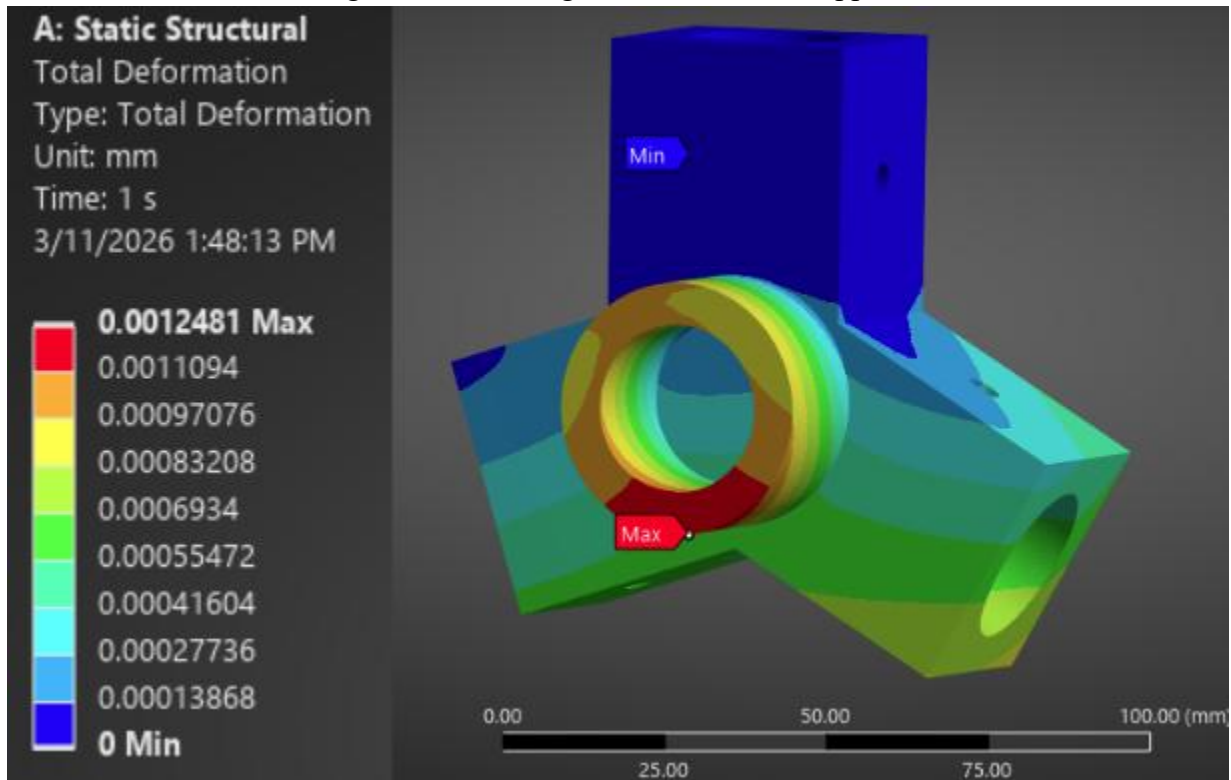 A: Static Structural
Total Deformation
Type: Total Deformation
Unit: mm
Time: 1 s
3/11/2026 1:48:13 PM
0.0012481 Max
0.0011094
0.00097076
0.00083208
0.0006934
0.00055472
0.00041604
0.00027736
0.00013868
0 Min
Min
Max
0.00 50.00 100.00 (mm)
25.00 75.00